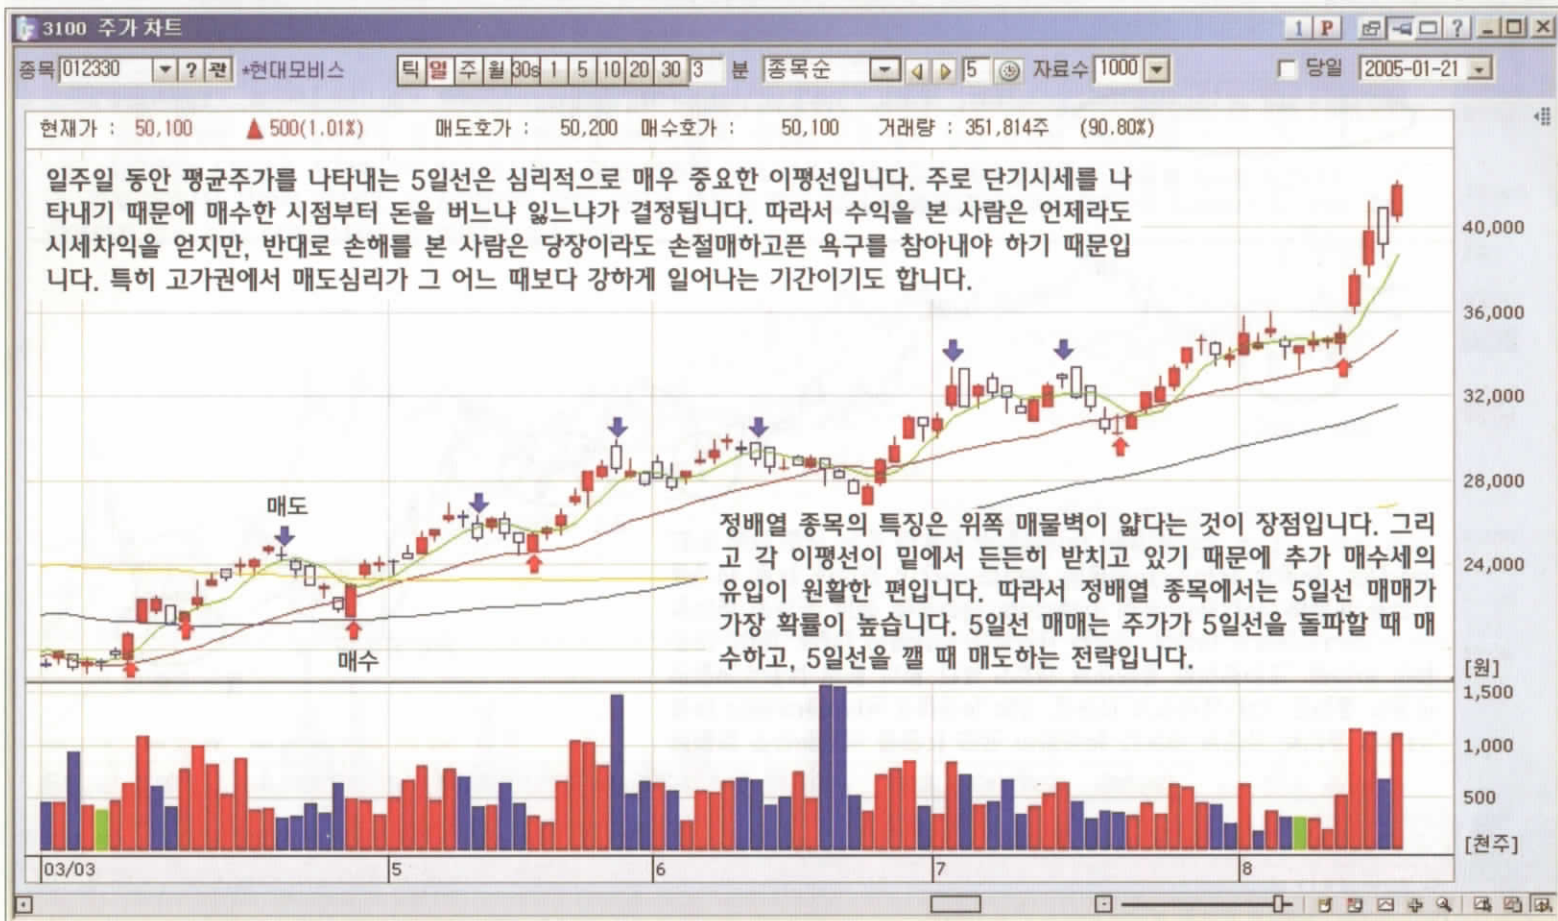 3100 주가 차트
1 P ?
종목 012330 ? 관 *현대모비스 틱 일 주 월 30s 1 5 10 20 30 3 분 종목순 5 자료수 1000 당일 2005-01-21
현재가 : 50,100 ▲ 500(1.01%) 매도호가 : 50,200 매수호가 : 50,100 거래량 : 351,814주 (90.80%)
일주일 동안 평균주가를 나타내는 5일선은 심리적으로 매우 중요한 이평선입니다. 주로 단기시세를 나
타내기 때문에 매수한 시점부터 돈을 버느냐 잃느냐가 결정됩니다. 따라서 수익을 본 사람은 언제라도
시세차익을 얻지만, 반대로 손해를 본 사람은 당장이라도 손절매하고픈 욕구를 참아내야 하기 때문입
니다. 특히 고가권에서 매도심리가 그 어느 때보다 강하게 일어나는 기간이기도 합니다.
40,000
36,000
32,000
28,000
24,000
[원]
매도
매수
정배열 종목의 특징은 위쪽 매물벽이 얇다는 것이 장점입니다. 그리
고 각 이평선이 밑에서 든든히 받치고 있기 때문에 추가 매수세의
유입이 원활한 편입니다. 따라서 정배열 종목에서는 5일선 매매가
가장 확률이 높습니다. 5일선 매매는 주가가 5일선을 돌파할 때 매
수하고, 5일선을 깰 때 매도하는 전략입니다.
1,500
1,000
500
[천주]
03/03 5 6 7 8